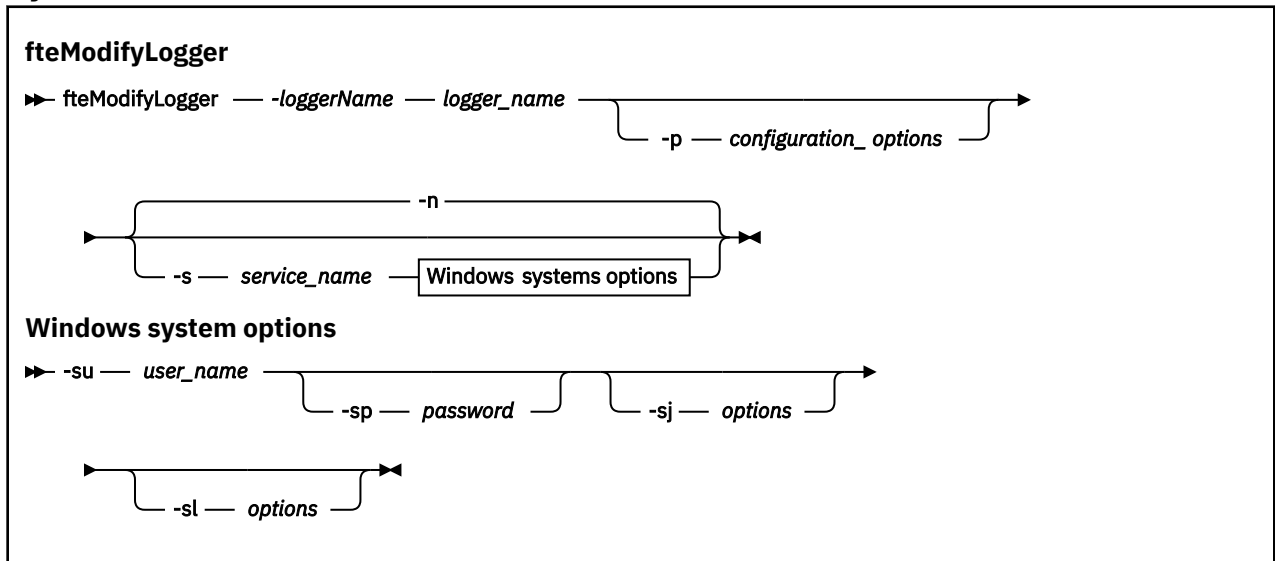 fteModifyLogger
fteModifyLogger -loggerName logger_name
-p configuration_ options
-n
-s service_name Windows systems options
Windows system options
-su user_name
-sp password -sj options
-sl options